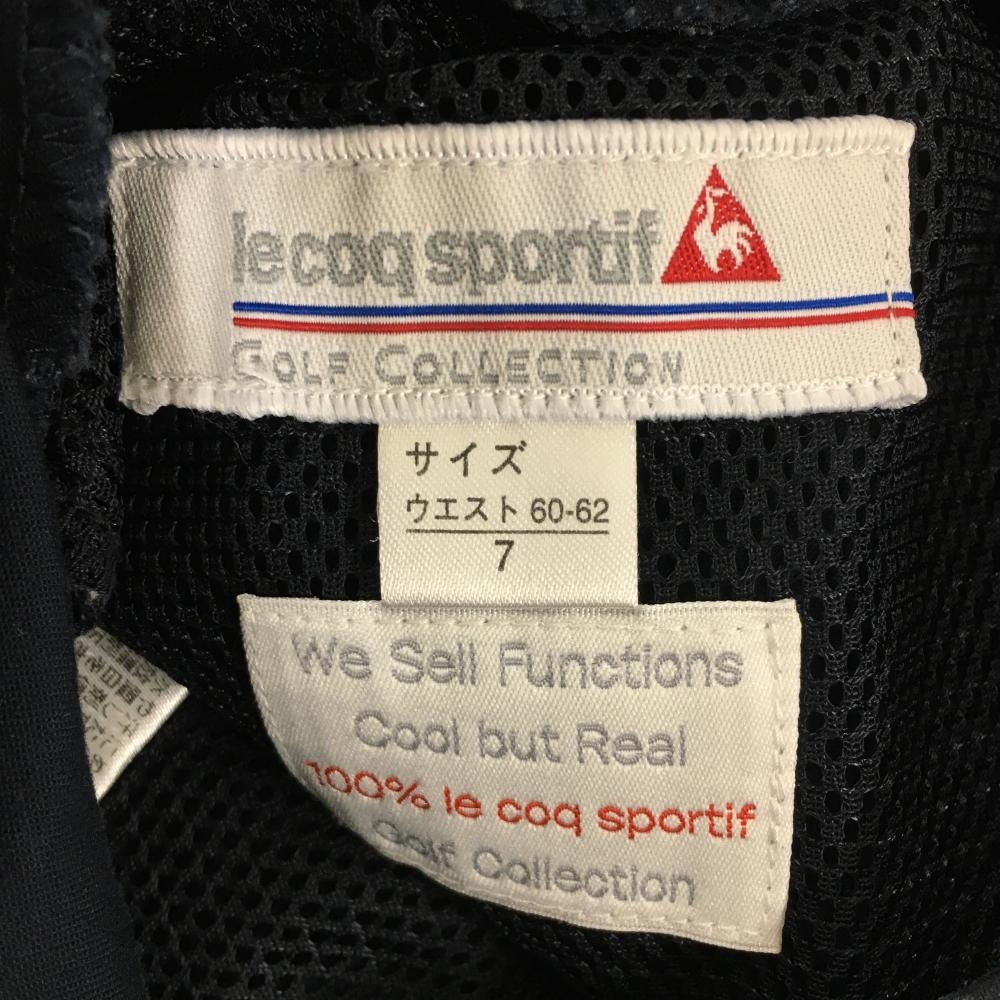 le coq sportif
GOLF COLLECTION
サイズ
ウエスト 60-62
7
We Sell Functions
Cool but Real
100% le coq sportif
Golf Collection